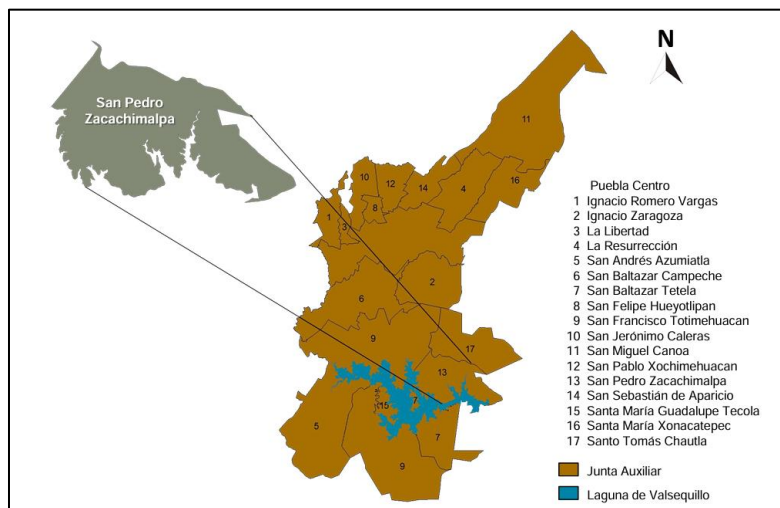 San Pedro
Zacachimalpa
N
11
10
12
14
4
16
8
1
3
2
6
9
17
13
15
7
5
7
9
Puebla Centro
1 Ignacio Romero Vargas
2 Ignacio Zaragoza
3 La Libertad
4 La Resurrección
5 San Andrés Azumiatla
6 San Baltazar Campeche
7 San Baltazar Tetela
8 San Felipe Hueyotlipan
9 San Francisco Totimehuacan
10 San Jerónimo Caleras
11 San Miguel Canoa
12 San Pablo Xochimehuacan
13 San Pedro Zacachimalpa
14 San Sebastián de Aparicio
15 Santa María Guadalupe Tecola
16 Santa María Xonacatepec
17 Santo Tomás Chautla
Junta Auxiliar
Laguna de Valsequillo